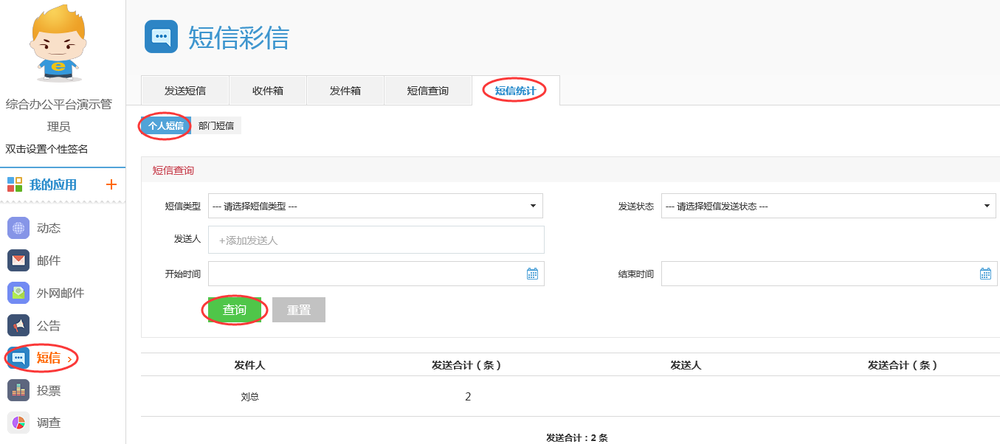 综合办公平台演示管
理员
双击设置个性签名
我的应用 +
动态
邮件
外网邮件
公告
短信 ›
投票
调查
短信彩信
发送短信 收件箱 发件箱 短信查询 短信统计
个人短信 部门短信
短信查询
短信类型 --- 请选择短信类型 --- 发送状态 --- 请选择短信发送状态 ---
发送人 +添加发送人
开始时间 结束时间
查询 重置
发件人 发送合计（条） 发送人 发送合计（条）
刘总 2
发送合计：2 条